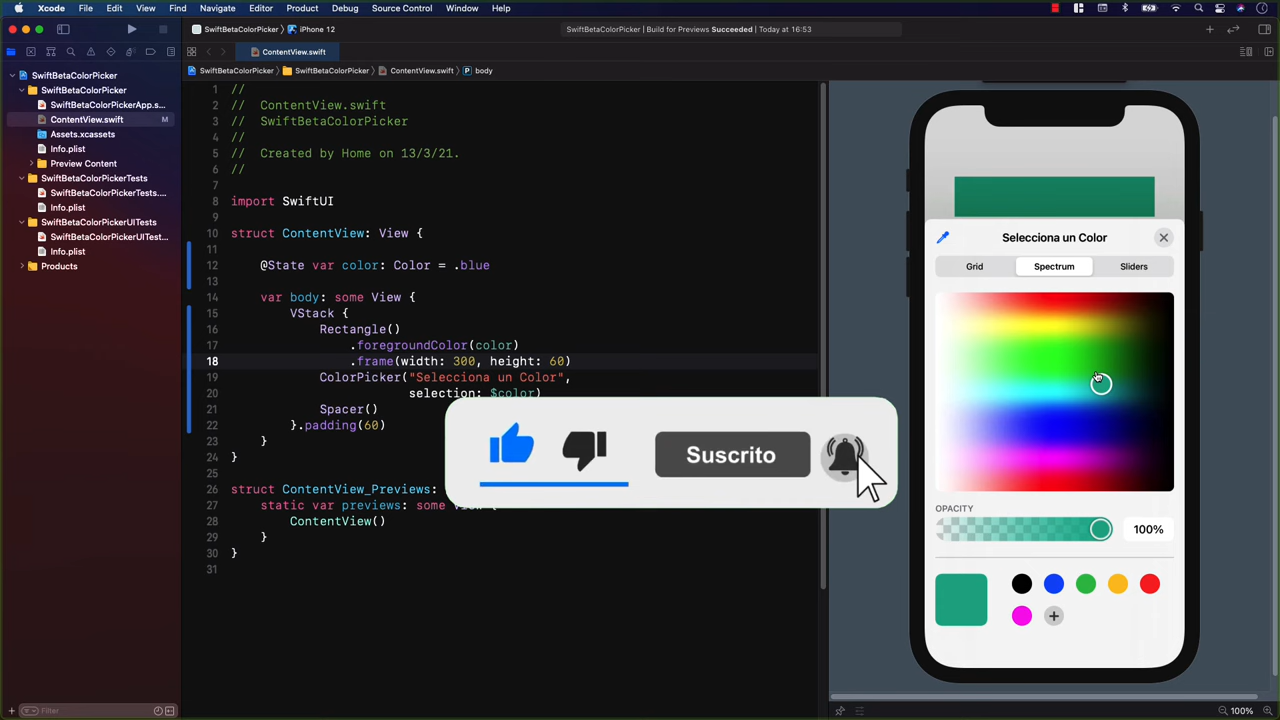 Xcode File Edit View Find Navigate Editor Product Debug Source Control Window Help
SwiftBetaColorPicker iPhone 12
SwiftBetaColorPicker | Build for Previews Succeeded | Today at 16:53
ContentView.swift
SwiftBetaColorPicker SwiftBetaColorPicker ContentView.swift P body
SwiftBetaColorPicker
SwiftBetaColorPicker
SwiftBetaColorPickerApp.s...
ContentView.swift M
Assets.xcassets
Info.plist
Preview Content
SwiftBetaColorPickerTests
SwiftBetaColorPickerTests....
Info.plist
SwiftBetaColorPickerUITests
SwiftBetaColorPickerUITest...
Info.plist
Products
Filter
1 //
2 // ContentView.swift
3 // SwiftBetaColorPicker
4 //
5 // Created by Home on 13/3/21.
6 //
7
8 import SwiftUI
9
10 struct ContentView: View {
11
12 @State var color: Color = .blue
13
14 var body: some View {
15 VStack {
16 Rectangle()
17 .foregroundColor(color)
18 .frame(width: 300, height: 60)
19 ColorPicker("Selecciona un Color",
20 selection: $color)
21 Spacer()
22 }.padding(60)
23 }
24 }
25
26 struct ContentView_Previews:
27 static var previews: some View {
28 ContentView()
29 }
30 }
31
Suscrito
Selecciona un Color
Grid Spectrum Sliders
OPACITY
100%
100%